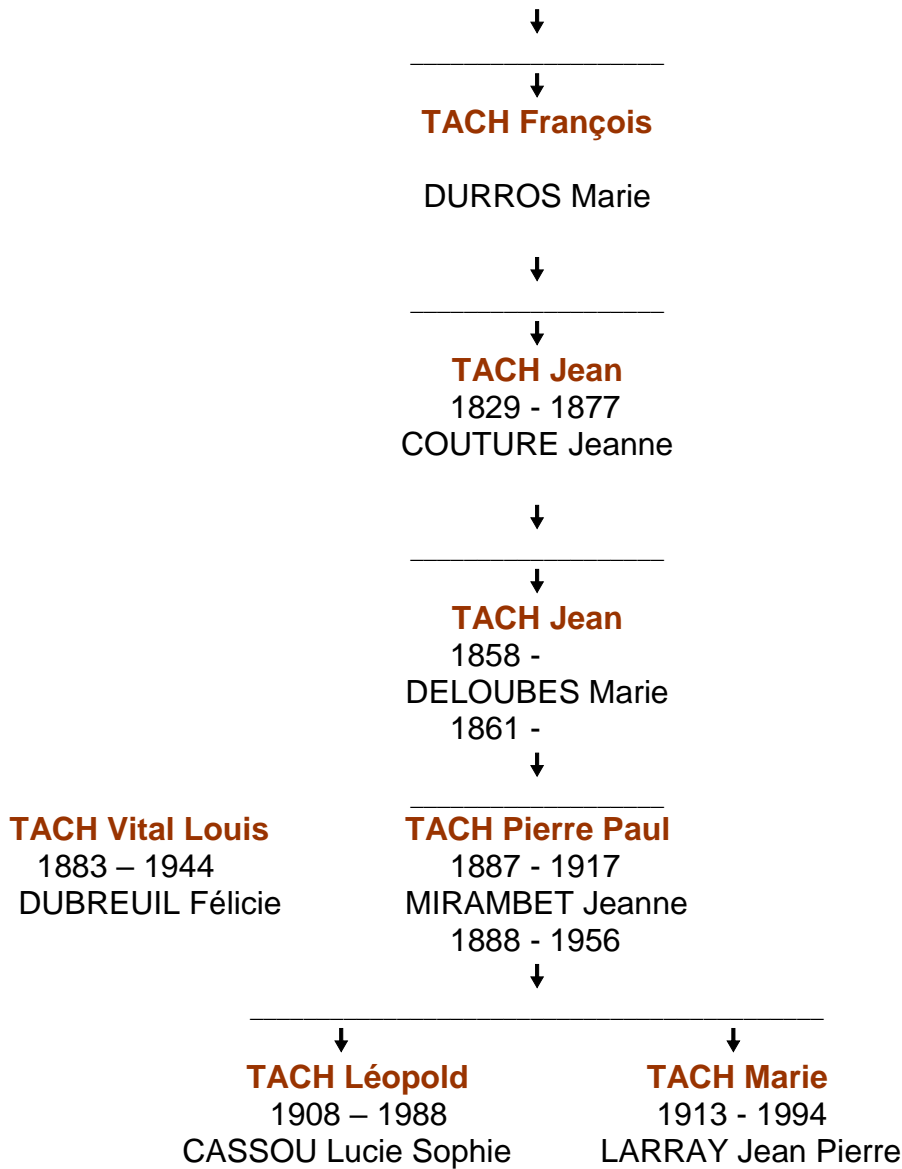 TACH François
DURROS Marie
TACH Jean
1829 - 1877
COUTURE Jeanne
TACH Jean
1858 -
DELOUBES Marie
1861 -
TACH Vital Louis
1883 – 1944
DUBREUIL Félicie
TACH Pierre Paul
1887 - 1917
MIRAMBET Jeanne
1888 - 1956
TACH Léopold
1908 – 1988
CASSOU Lucie Sophie
TACH Marie
1913 - 1994
LARRAY Jean Pierre